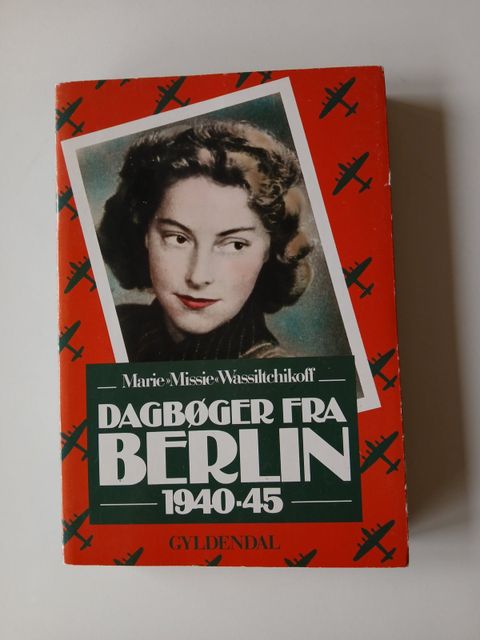 Marie»Missie«Wassiltchikoff
DAGBØGER FRA
BERLIN
1940-45
GYLDENDAL